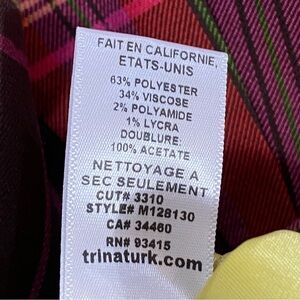 FAIT EN CALIFORNIE,
ETATS-UNIS
63% POLYESTER
34% VISCOSE
2% POLYAMIDE
1% LYCRA
DOUBLURE:
100% ACETATE
NETTOYAGE A
SEC SEULEMENT
CUT# 3310
STYLE# M128130
CA# 34460
RN# 93415
trinaturk.com